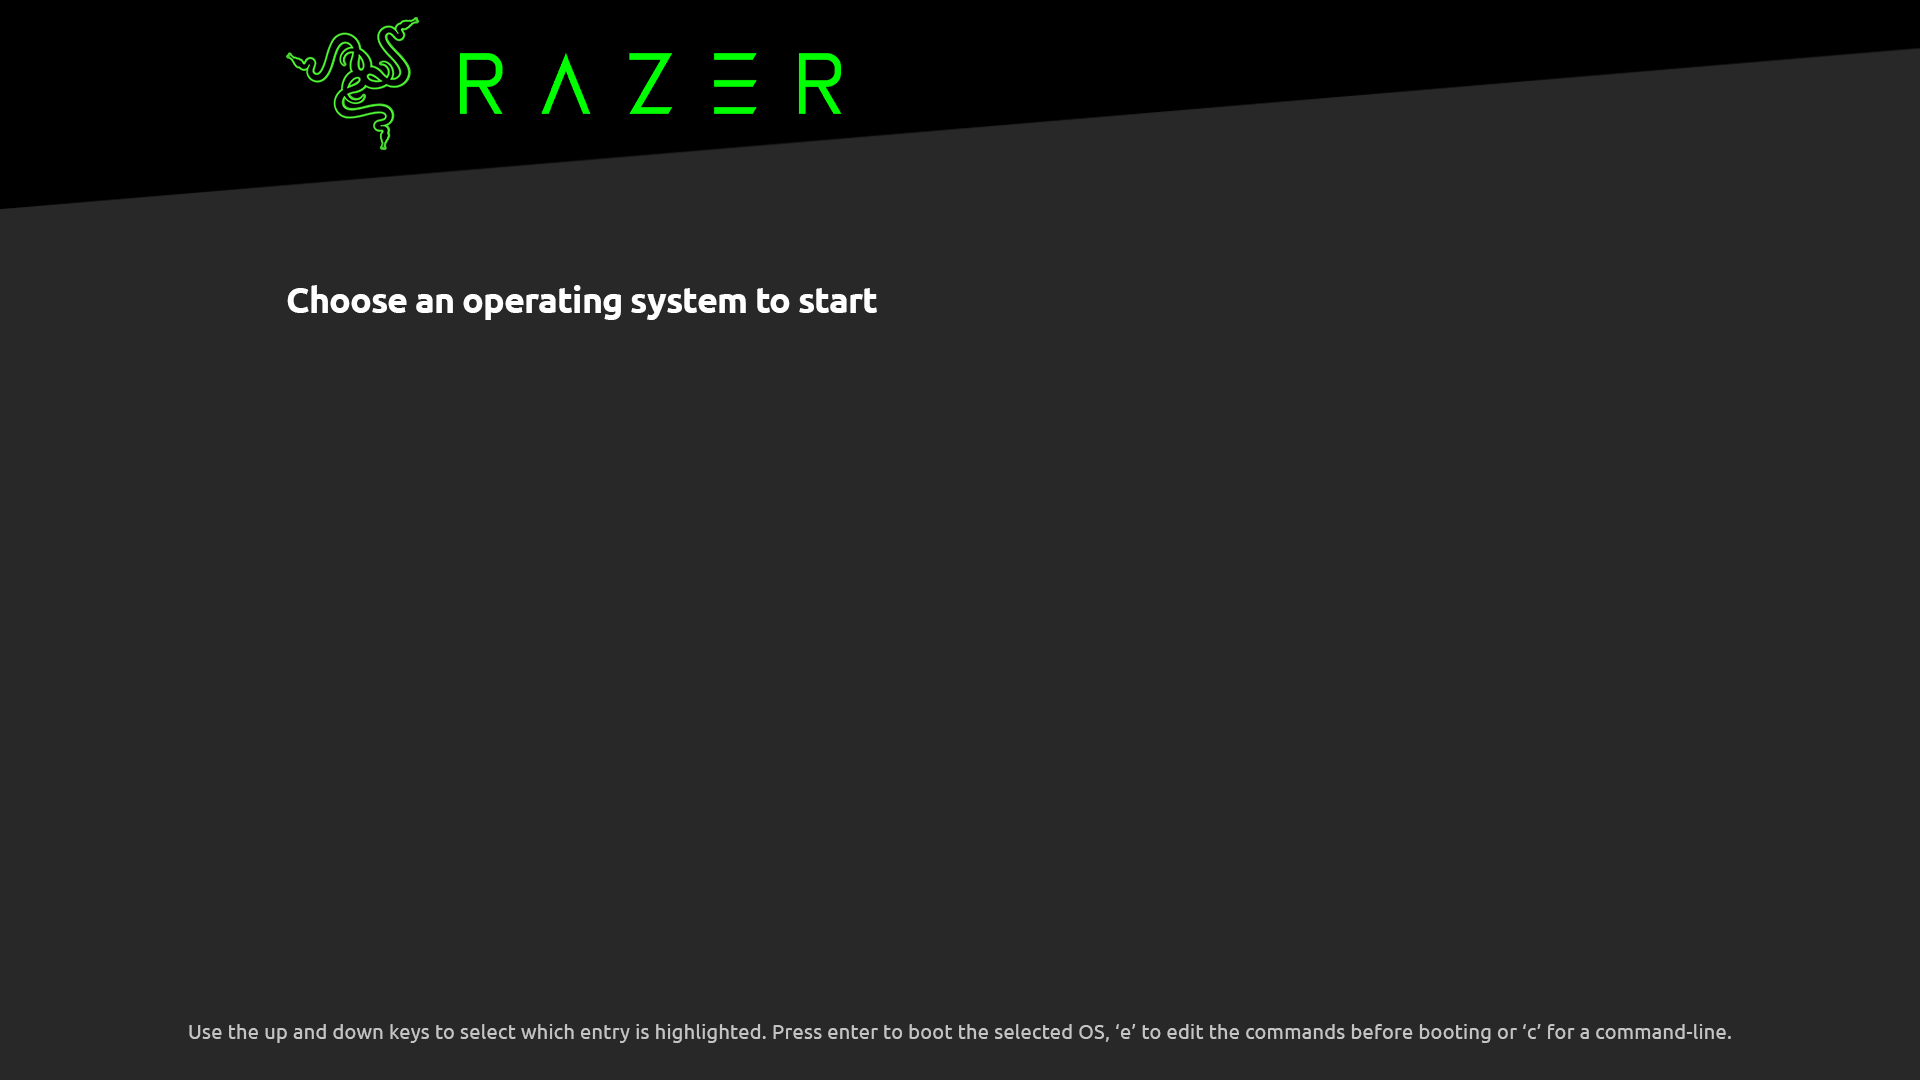 RAZER
Choose an operating system to start
Use the up and down keys to select which entry is highlighted. Press enter to boot the selected OS, ‘e’ to edit the commands before booting or ‘c’ for a command-line.